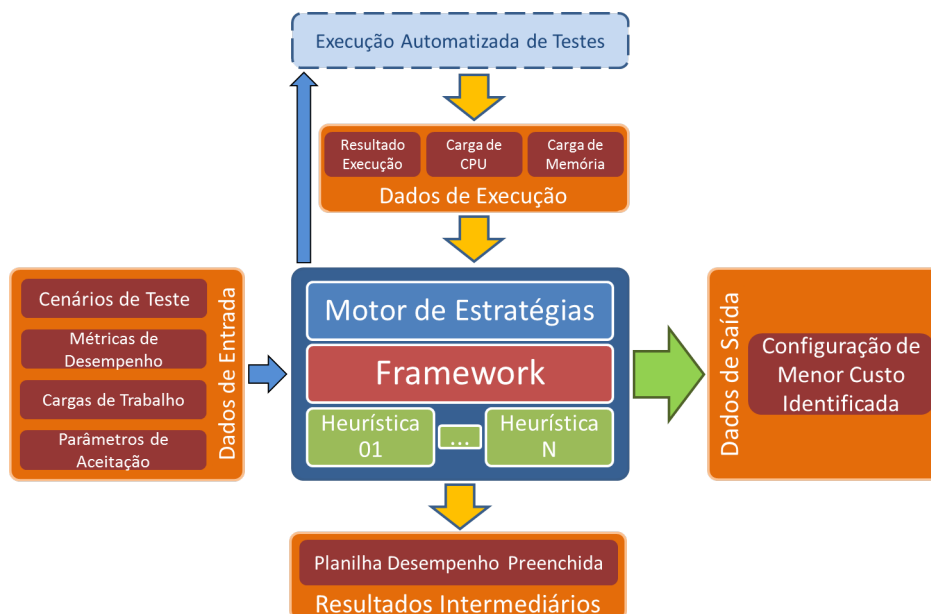 Execução Automatizada de Testes
Resultado
Execução
Carga de
CPU
Carga de
Memória
Dados de Execução
Cenários de Teste
Métricas de
Desempenho
Cargas de Trabalho
Parâmetros de
Aceitação
Dados de Entrada
Motor de Estratégias
Framework
Heurística
01
...
Heurística
N
Dados de Saída
Configuração de
Menor Custo
Identificada
Planilha Desempenho Preenchida
Resultados Intermediários